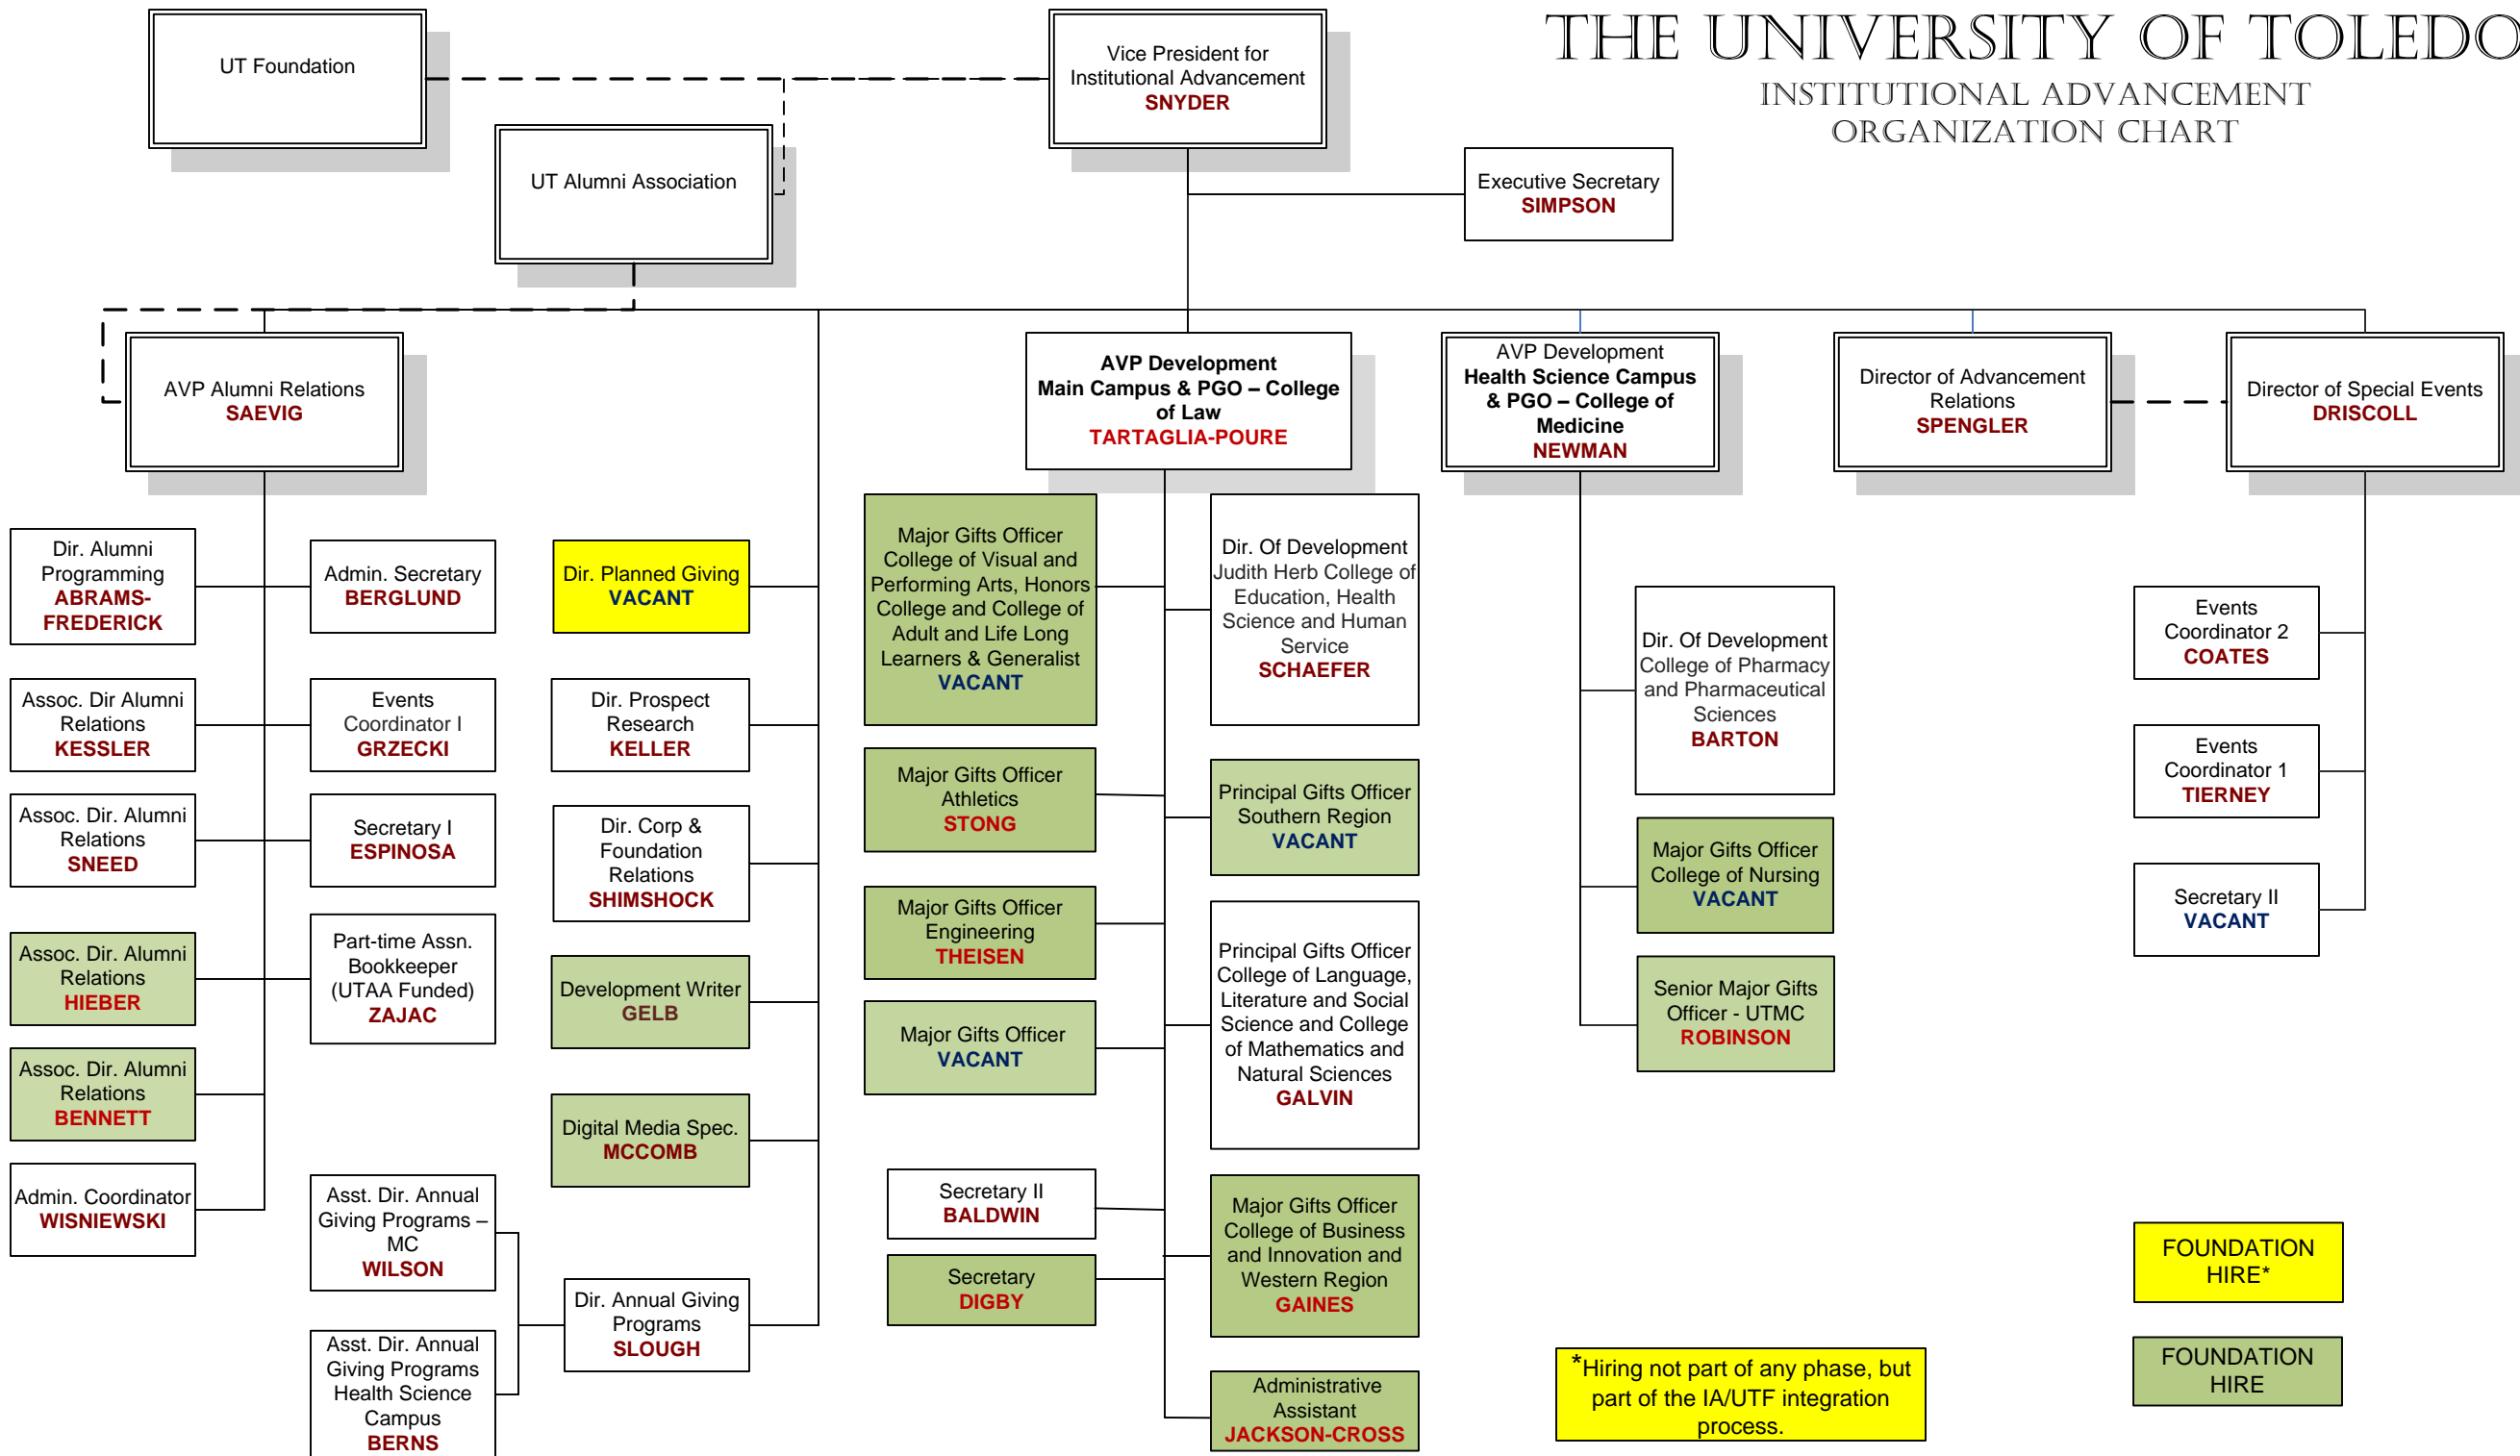 THE UNIVERSITY OF TOLEDO
INSTITUTIONAL ADVANCEMENT
ORGANIZATION CHART
UT Foundation
Vice President for
Institutional Advancement
SNYDER
UT Alumni Association
Executive Secretary
SIMPSON
AVP Alumni Relations
SAEVIG
AVP Development
Main Campus & PGO – College
of Law
TARTAGLIA-POURE
AVP Development
Health Science Campus
& PGO – College of
Medicine
NEWMAN
Director of Advancement
Relations
SPENGLER
Director of Special Events
DRISCOLL
Dir. Alumni
Programming
ABRAMS-
FREDERICK
Admin. Secretary
BERGLUND
Assoc. Dir Alumni
Relations
KESSLER
Events
Coordinator I
GRZECKI
Assoc. Dir. Alumni
Relations
SNEED
Secretary I
ESPINOSA
Assoc. Dir. Alumni
Relations
HIEBER
Part-time Assn.
Bookkeeper
(UTAA Funded)
ZAJAC
Assoc. Dir. Alumni
Relations
BENNETT
Admin. Coordinator
WISNIEWSKI
Dir. Planned Giving
VACANT
Dir. Prospect
Research
KELLER
Dir. Corp &
Foundation
Relations
SHIMSHOCK
Development Writer
GELB
Digital Media Spec.
MCCOMB
Asst. Dir. Annual
Giving Programs –
MC
WILSON
Dir. Annual Giving
Programs
SLOUGH
Asst. Dir. Annual
Giving Programs
Health Science
Campus
BERNS
Major Gifts Officer
College of Visual and
Performing Arts, Honors
College and College of
Adult and Life Long
Learners & Generalist
VACANT
Dir. Of Development
Judith Herb College of
Education, Health
Science and Human
Service
SCHAEFER
Major Gifts Officer
Athletics
STONG
Principal Gifts Officer
Southern Region
VACANT
Major Gifts Officer
Engineering
THEISEN
Principal Gifts Officer
College of Language,
Literature and Social
Science and College
of Mathematics and
Natural Sciences
GALVIN
Major Gifts Officer
VACANT
Secretary II
BALDWIN
Major Gifts Officer
College of Business
and Innovation and
Western Region
GAINES
Secretary
DIGBY
Administrative
Assistant
JACKSON-CROSS
Dir. Of Development
College of Pharmacy
and Pharmaceutical
Sciences
BARTON
Major Gifts Officer
College of Nursing
VACANT
Senior Major Gifts
Officer - UTMC
ROBINSON
Events
Coordinator 2
COATES
Events
Coordinator 1
TIERNEY
Secretary II
VACANT
FOUNDATION
HIRE*
*Hiring not part of any phase, but
part of the IA/UTF integration
process.
FOUNDATION
HIRE